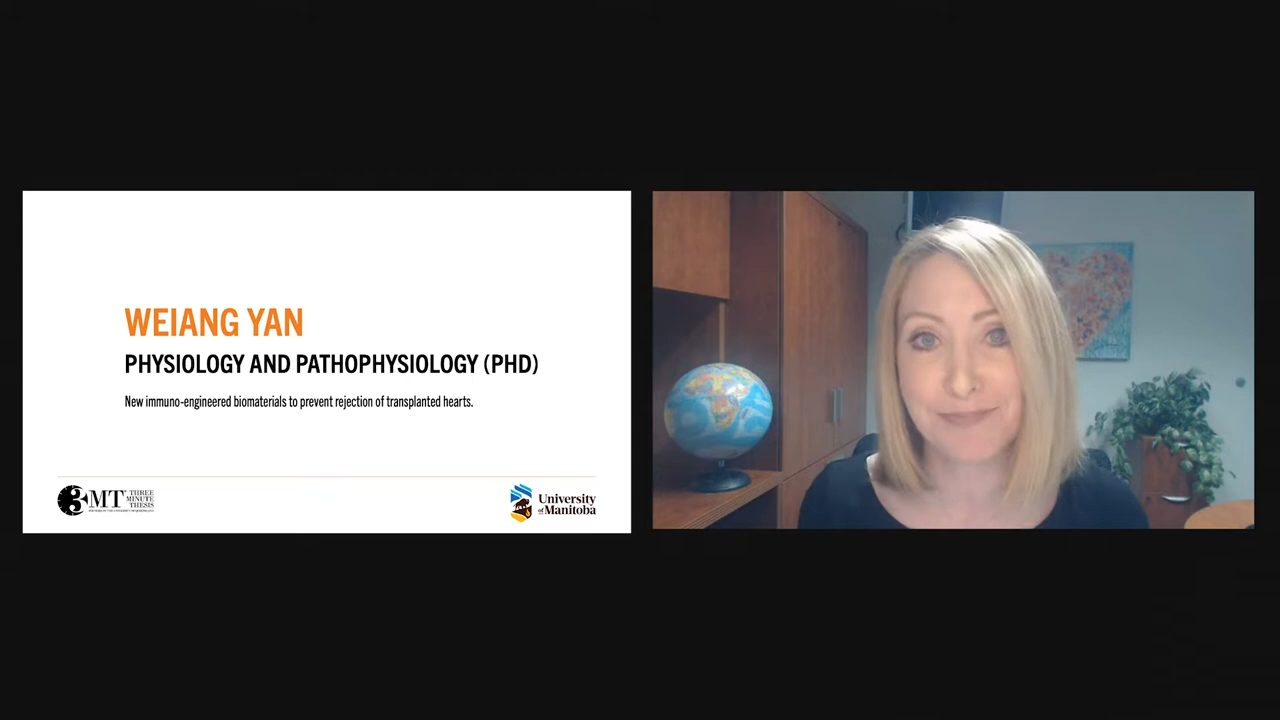 WEIANG YAN
PHYSIOLOGY AND PATHOPHYSIOLOGY (PHD)
New immuno-engineered biomaterials to prevent rejection of transplanted hearts.
3MT THREE
MINUTE
THESIS
University
of Manitoba